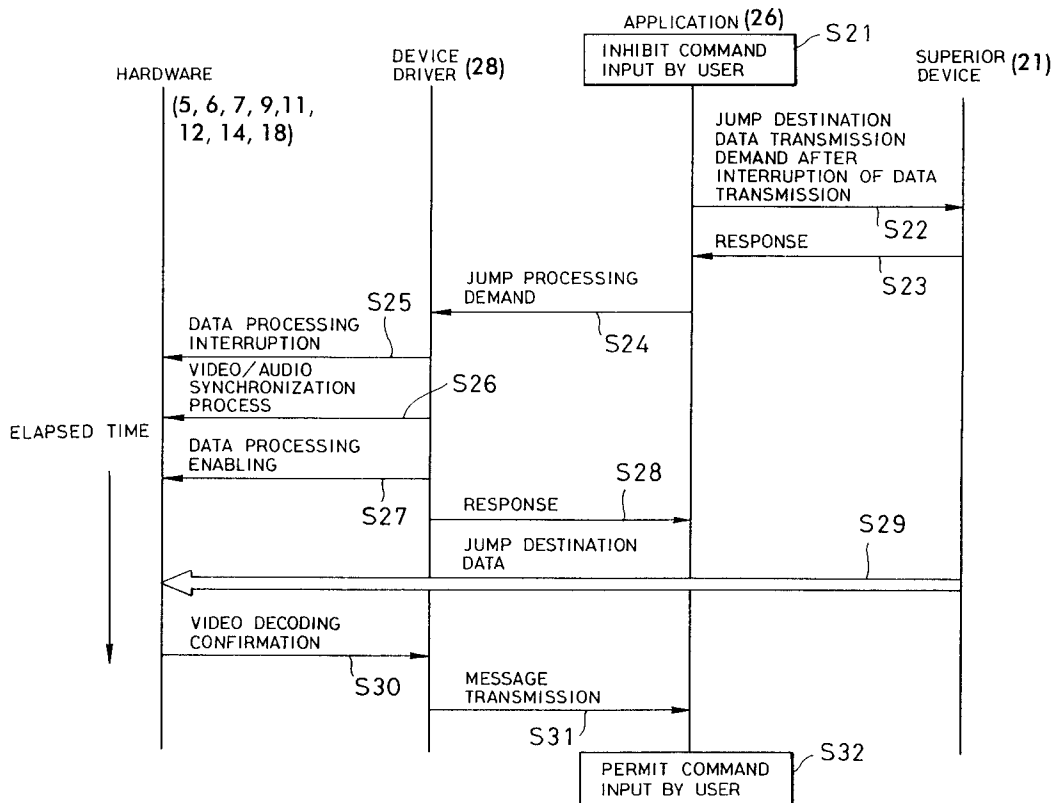 APPLICATION (26)
INHIBIT COMMAND
INPUT BY USER
S21
HARDWARE
(5, 6, 7, 9,11,
12, 14, 18)
DEVICE
DRIVER (28)
SUPERIOR
DEVICE (21)
JUMP DESTINATION
DATA TRANSMISSION
DEMAND AFTER
INTERRUPTION OF DATA
TRANSMISSION
S22
RESPONSE
S23
JUMP PROCESSING
DEMAND
S24
S25
DATA PROCESSING
INTERRUPTION
VIDEO/AUDIO
SYNCHRONIZATION
PROCESS
S26
ELAPSED TIME
DATA PROCESSING
ENABLING
S27
S28
RESPONSE
S29
JUMP DESTINATION
DATA
VIDEO DECODING
CONFIRMATION
S30
MESSAGE
TRANSMISSION
S31
PERMIT COMMAND
INPUT BY USER
S32